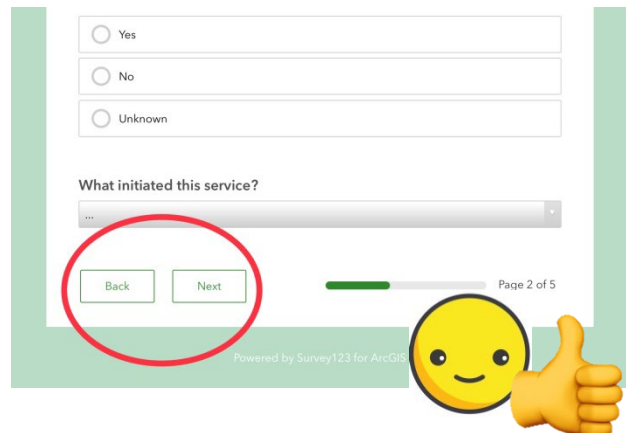 Yes
No
Unknown
What initiated this service?
...
Back Next Page 2 of 5
Powered by Survey123 for ArcGIS